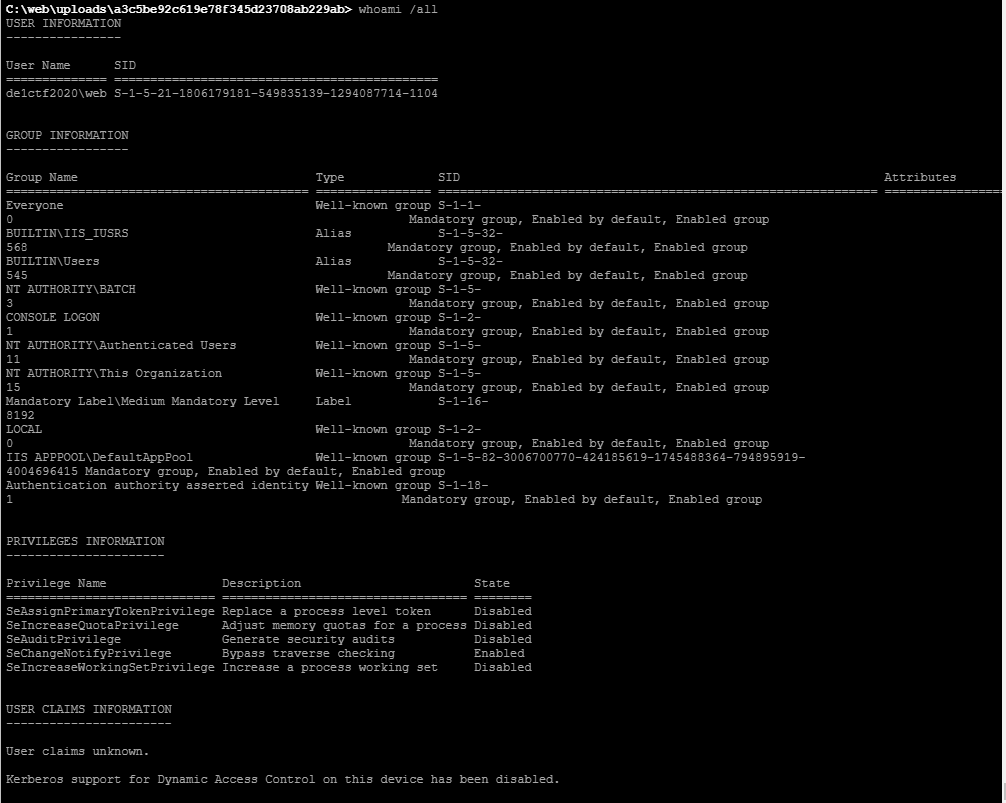 C:\web\uploads\a3c5be92c619e78f345d23708ab229ab> whoami /all
USER INFORMATION
----------------
User Name      SID
============== =============================================
de1ctf2020\web S-1-5-21-1806179181-549835139-1294087714-1104
GROUP INFORMATION
-----------------
Group Name                                 Type             SID                                                           Attributes
========================================== ================ ============================================================= ================
Everyone                                   Well-known group S-1-1-
0                                                       Mandatory group, Enabled by default, Enabled group
BUILTIN\IIS_IUSRS                          Alias            S-1-5-32-
568                                                  Mandatory group, Enabled by default, Enabled group
BUILTIN\Users                              Alias            S-1-5-32-
545                                                  Mandatory group, Enabled by default, Enabled group
NT AUTHORITY\BATCH                         Well-known group S-1-5-
3                                                       Mandatory group, Enabled by default, Enabled group
CONSOLE LOGON                              Well-known group S-1-2-
1                                                       Mandatory group, Enabled by default, Enabled group
NT AUTHORITY\Authenticated Users           Well-known group S-1-5-
11                                                      Mandatory group, Enabled by default, Enabled group
NT AUTHORITY\This Organization             Well-known group S-1-5-
15                                                      Mandatory group, Enabled by default, Enabled group
Mandatory Label\Medium Mandatory Level     Label            S-1-16-
8192
LOCAL                                      Well-known group S-1-2-
0                                                       Mandatory group, Enabled by default, Enabled group
IIS APPPOOL\DefaultAppPool                 Well-known group S-1-5-82-3006700770-424185619-1745488364-794895919-
4004696415 Mandatory group, Enabled by default, Enabled group
Authentication authority asserted identity Well-known group S-1-18-
1                                                      Mandatory group, Enabled by default, Enabled group
PRIVILEGES INFORMATION
----------------------
Privilege Name                Description                        State
============================= ================================== ========
SeAssignPrimaryTokenPrivilege Replace a process level token      Disabled
SeIncreaseQuotaPrivilege      Adjust memory quotas for a process Disabled
SeAuditPrivilege              Generate security audits           Disabled
SeChangeNotifyPrivilege       Bypass traverse checking           Enabled
SeIncreaseWorkingSetPrivilege Increase a process working set     Disabled
USER CLAIMS INFORMATION
-----------------------
User claims unknown.
Kerberos support for Dynamic Access Control on this device has been disabled.